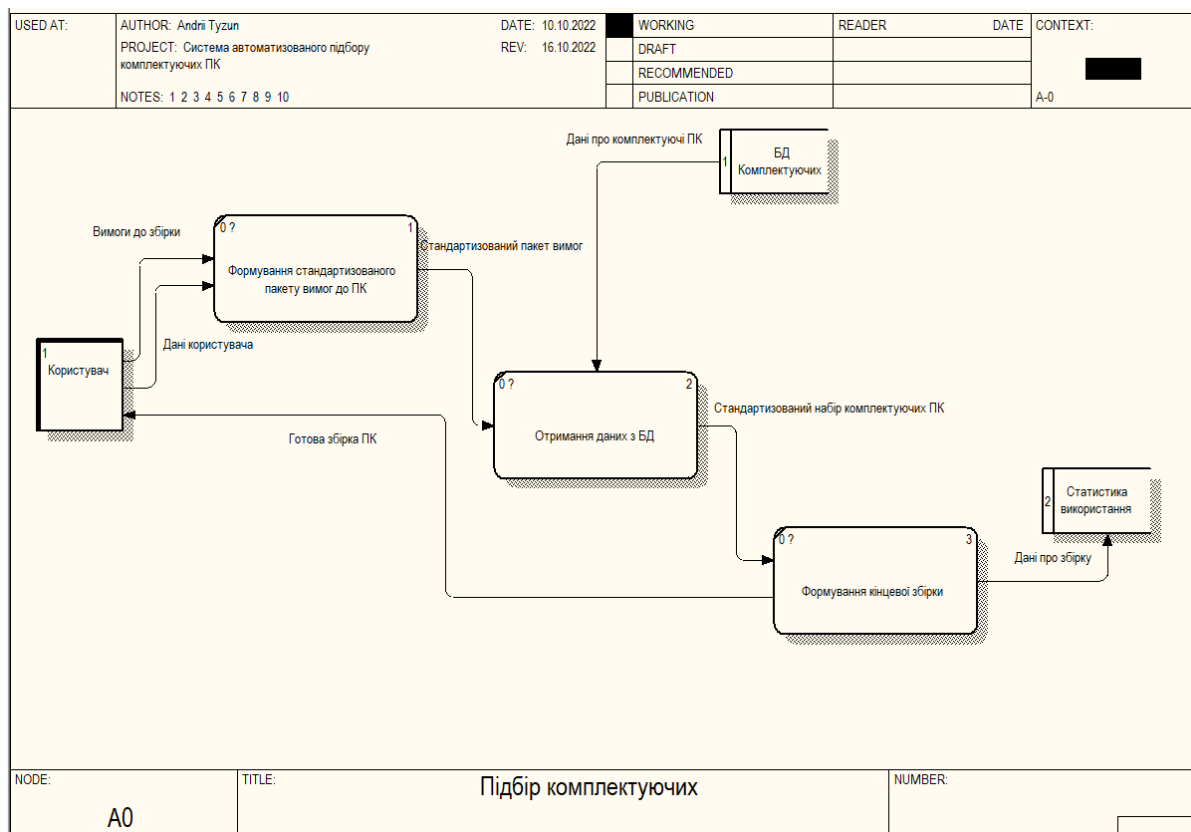 USED AT:
AUTHOR: Andrii Tyzun
DATE: 10.10.2022
WORKING
READER
DATE
CONTEXT:
PROJECT: Система автоматизованого підбору
комплектуючих ПК
REV: 16.10.2022
DRAFT
RECOMMENDED
NOTES: 1 2 3 4 5 6 7 8 9 10
PUBLICATION
A-0
Дані про комплектуючі ПК
1
БД
Комплектуючих
Вимоги до збірки
0 ?
1
Формування стандартизованого
пакету вимог до ПК
Стандартизований пакет вимог
Дані користувача
1
Користувач
0 ?
2
Отримання даних з БД
Стандартизований набір комплектуючих ПК
Готова збірка ПК
2
Статистика
використання
0 ?
3
Формування кінцевої збірки
Дані про збірку
NODE:
A0
TITLE:
Підбір комплектуючих
NUMBER: